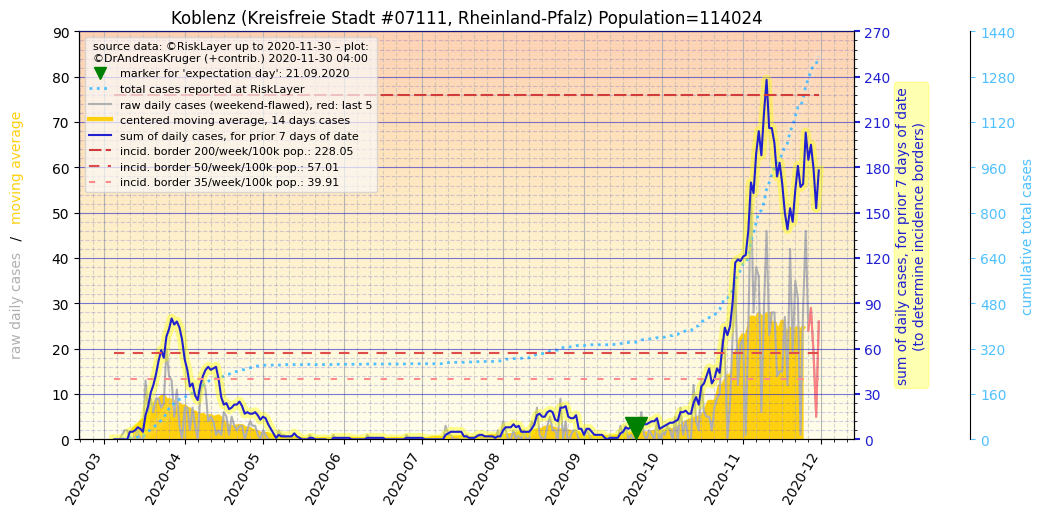 Koblenz (Kreisfreie Stadt #07111, Rheinland-Pfalz) Population=114024
source data: ©RiskLayer up to 2020-11-30 – plot:
©DrAndreasKruger (+contrib.) 2020-11-30 04:00
marker for 'expectation day': 21.09.2020
total cases reported at RiskLayer
raw daily cases (weekend-flawed), red: last 5
centered moving average, 14 days cases
sum of daily cases, for prior 7 days of date
incid. border 200/week/100k pop.: 228.05
incid. border 50/week/100k pop.: 57.01
incid. border 35/week/100k pop.: 39.91
raw daily cases / moving average
90
80
70
60
50
40
30
20
10
0
2020-03
2020-04
2020-05
2020-06
2020-07
2020-08
2020-09
2020-10
2020-11
2020-12
270
240
210
180
150
120
90
60
30
0
sum of daily cases, for prior 7 days of date
(to determine incidence borders)
1440
1280
1120
960
800
640
480
320
160
0
cumulative total cases